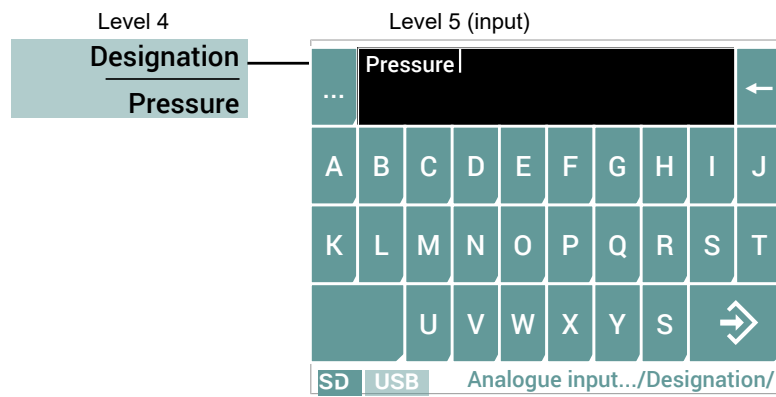 Level 4
Level 5 (input)
Designation
Pressure
... Pressure
A B C D E F G H I J
K L M N O P Q R S T
U V W X Y S
SD USB Analogue input.../Designation/